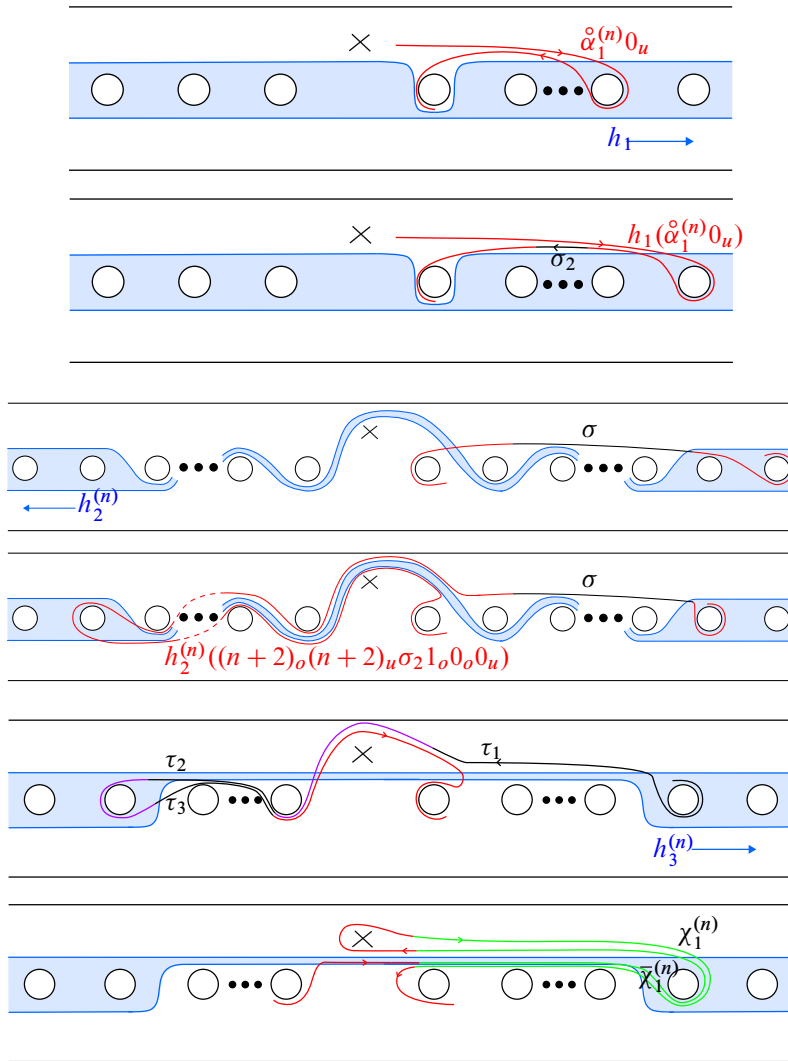 α̊₁⁽ⁿ⁾0ᵤ
h₁
h₁(α̊₁⁽ⁿ⁾0ᵤ)
σ₂
σ
h₂⁽ⁿ⁾
σ
h₂⁽ⁿ⁾((n + 2)ₒ(n + 2)ᵤσ₂1ₒ0ₒ0ᵤ)
τ₁
τ₂
τ₃
h₃⁽ⁿ⁾
χ₁⁽ⁿ⁾
χ̄₁⁽ⁿ⁾